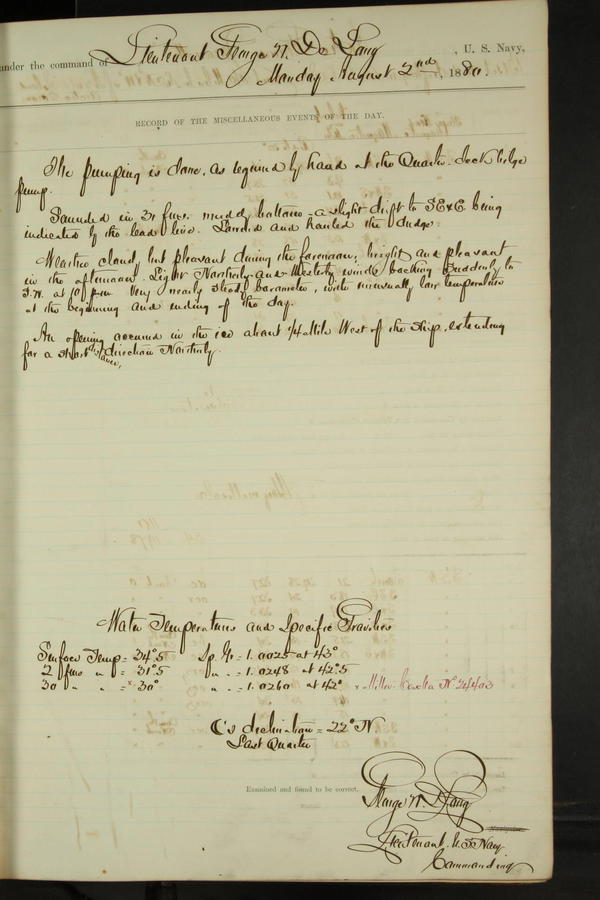 under the command of Lieutenant George W. De Long, U. S. Navy,
Monday August 2nd, 1880.
RECORD OF THE MISCELLANEOUS EVENTS OF THE DAY.
The pumping is done, as required by hand at the Quarter-deck bilge
pump.
Sounded in 31 fms. muddy bottom - a slight drift to SExE being
indicated by the lead line. Landed and hauled the dredge.
Weather cloudy but pleasant during the forenoon; bright and pleasant
in the afternoon. Light Northerly and Westerly winds backing suddenly to
S.W. at 10 p.m. Very nearly steady barometer, with unusually low temperature
at the beginning and ending of the day.
An opening occurred in the ice about 1/4 Mile West of the ship, extending
for a short distance, direction Northerly.
Water Temperatures and Specific Gravities
Surface Temp = 34°5 Sp. Gr = 1.0025 at 43°
2 fms " = 31°5 " " = 1.0248 at 42°5
30 " " = x 30° " " = 1.0260 at 42° x Miller Casella No 24403
☾'s declination = 22° N
Last Quarter
Examined and found to be correct.
George W. De Long
Navigator.
Lieutenant U.S. Navy
Commanding